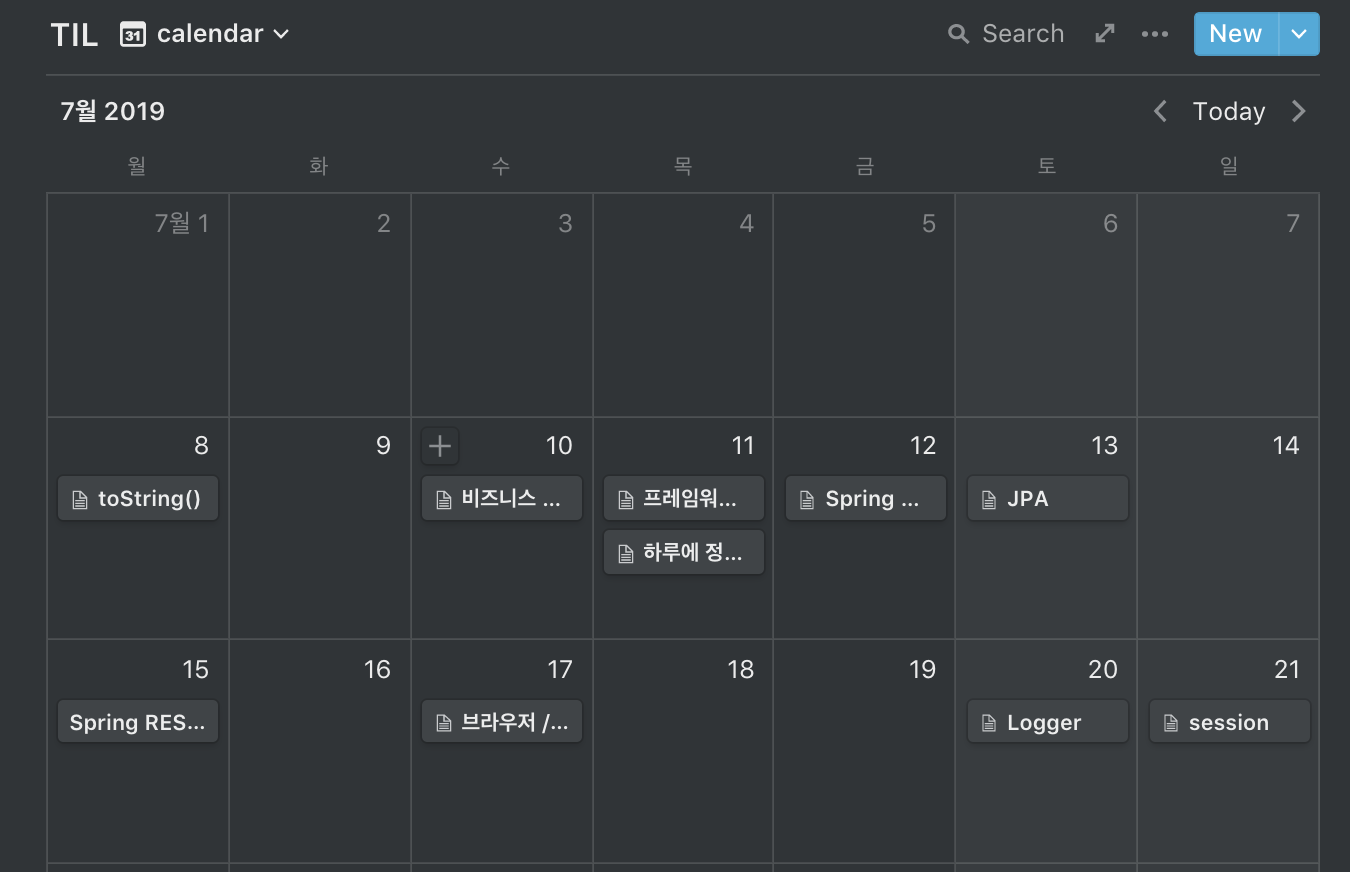 TIL 31 calendar Search New
7월 2019 Today
월 화 수 목 금 토 일
7월 1 2 3 4 5 6 7
8 9 10 11 12 13 14
toString() 비즈니스 ... 프레임워... Spring ... JPA
하루에 정...
15 16 17 18 19 20 21
Spring RES... 브라우저 /... Logger session